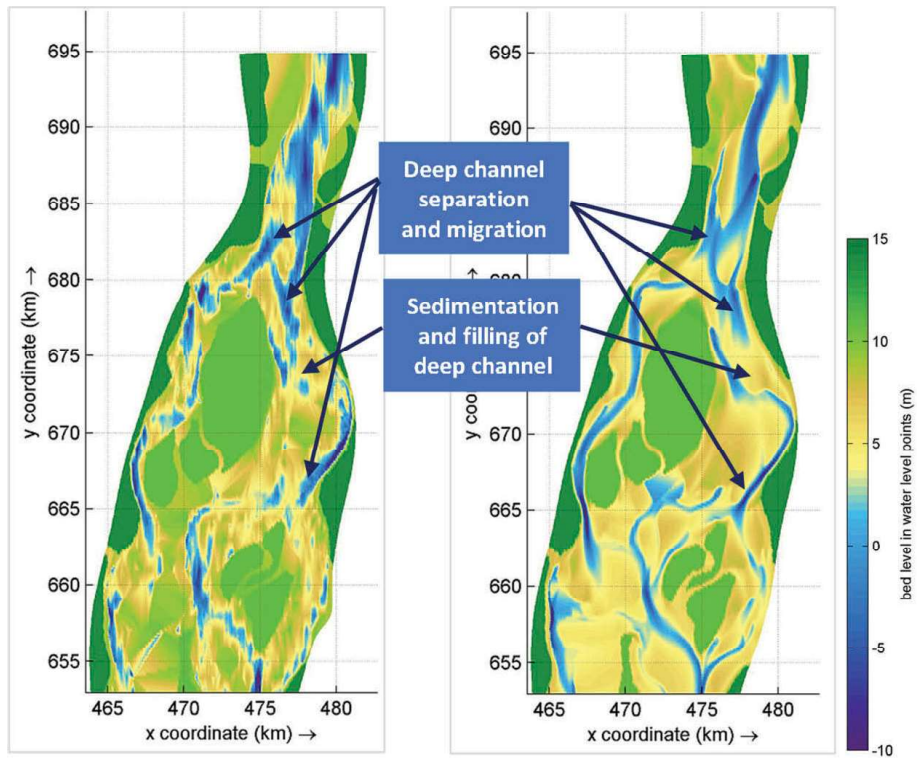 695
690
685
680
675
670
665
660
655
y coordinate (km) →
465
470
475
480
x coordinate (km) →
Deep channel
separation
and migration
Sedimentation
and filling of
deep channel
695
690
685
675
670
665
660
655
y coordinate (km)
465
470
475
480
x coordinate (km) →
15
10
5
0
-5
-10
bed level in water level points (m)